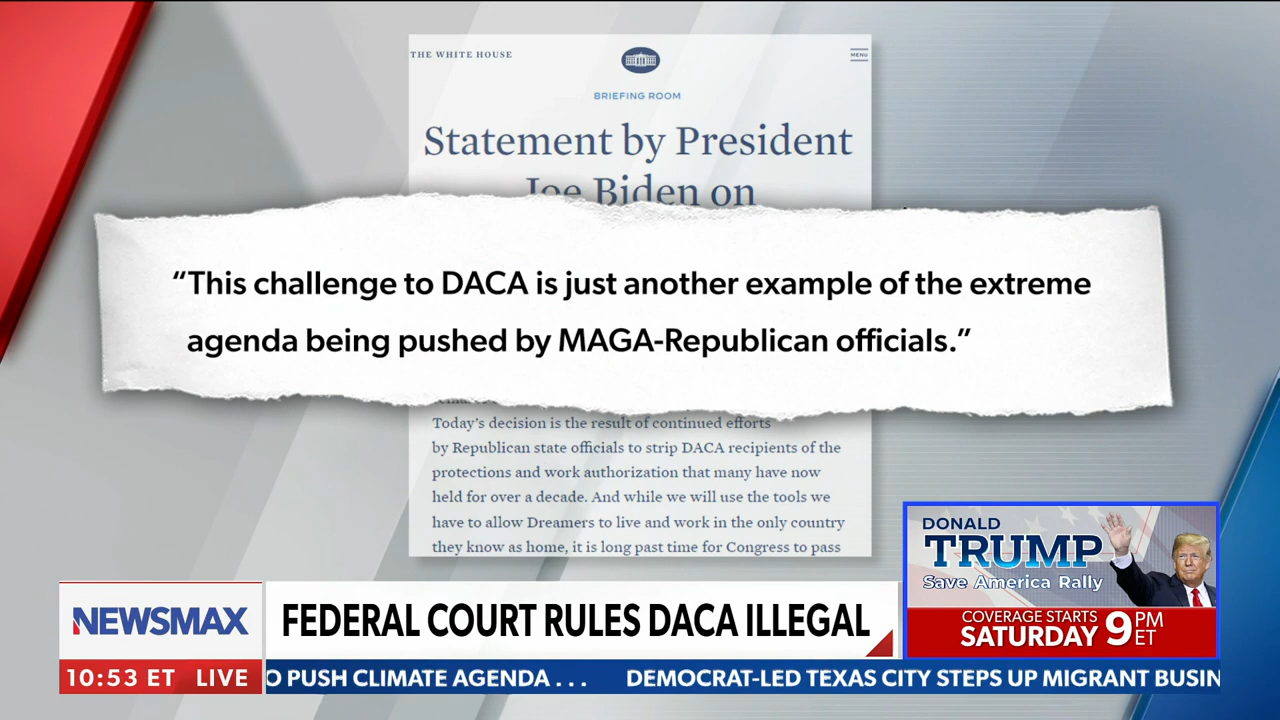 THE WHITE HOUSE
MENU
BRIEFING ROOM
Statement by President
Joe Biden on
“This challenge to DACA is just another example of the extreme
agenda being pushed by MAGA-Republican officials.”
Today's decision is the result of continued efforts
by Republican state officials to strip DACA recipients of the
protections and work authorization that many have now
held for over a decade. And while we will use the tools we
have to allow Dreamers to live and work in the only country
they know as home, it is long past time for Congress to pass
DONALD
TRUMP
Save America Rally
COVERAGE STARTS
SATURDAY 9 PM ET
NEWSMAX
FEDERAL COURT RULES DACA ILLEGAL
10:53 ET LIVE
O PUSH CLIMATE AGENDA . . . DEMOCRAT-LED TEXAS CITY STEPS UP MIGRANT BUSIN